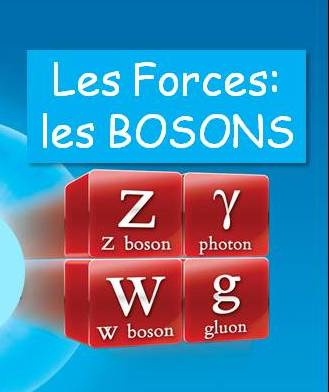 Les Forces:
les BOSONS
Z γ
Z boson photon
W g
W boson gluon